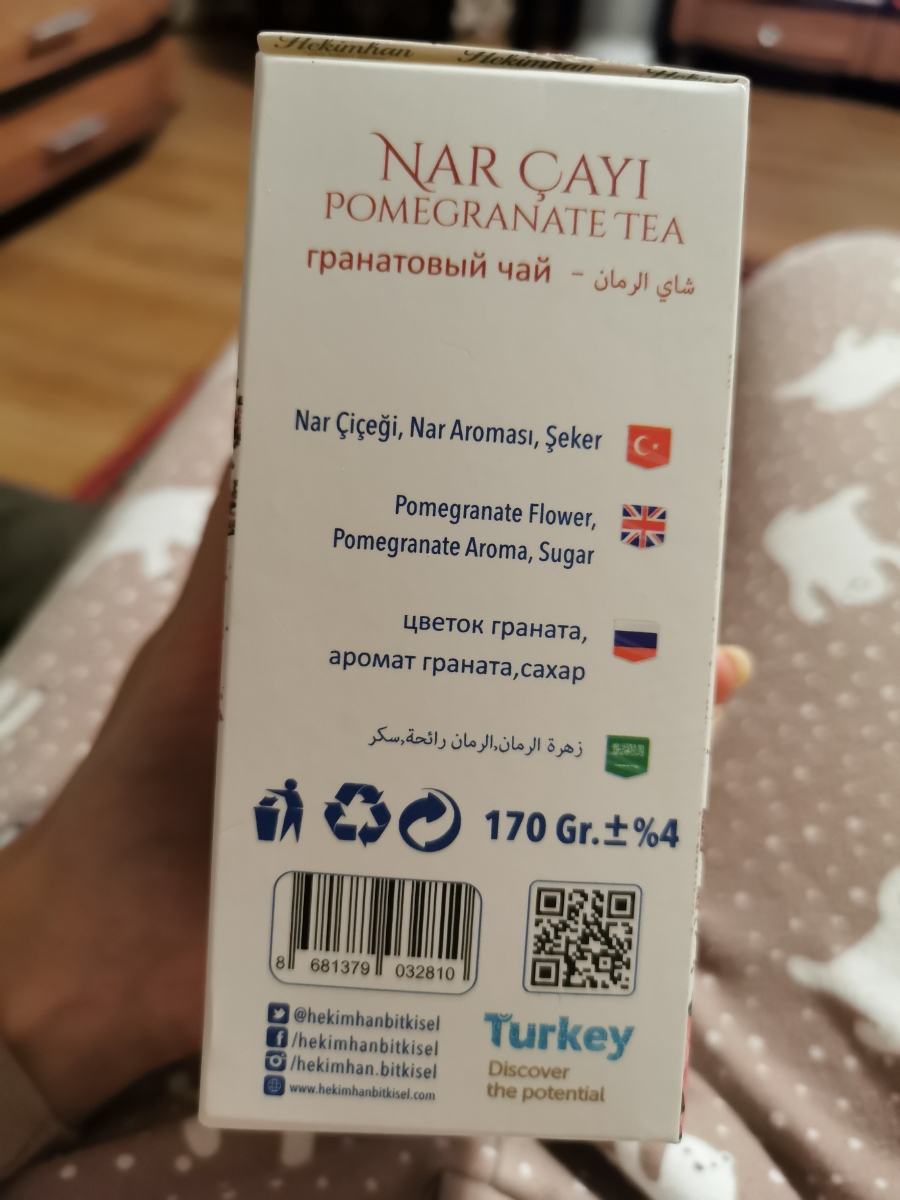 Hekimhan Hekimhan
NAR ÇAYI
POMEGRANATE TEA
гранатовый чай - شاي الرمان
Nar Çiçeği, Nar Aroması, Şeker
Pomegranate Flower,
Pomegranate Aroma, Sugar
цветок граната,
аромат граната,сахар
زهرة الرمان,الرمان رائحة,سكر
170 Gr.±%4
8 681379 032810
@hekimhanbitkisel
/hekimhanbitkisel
/hekimhan.bitkisel
www.hekimhanbitkisel.com
Turkey
Discover
the potential